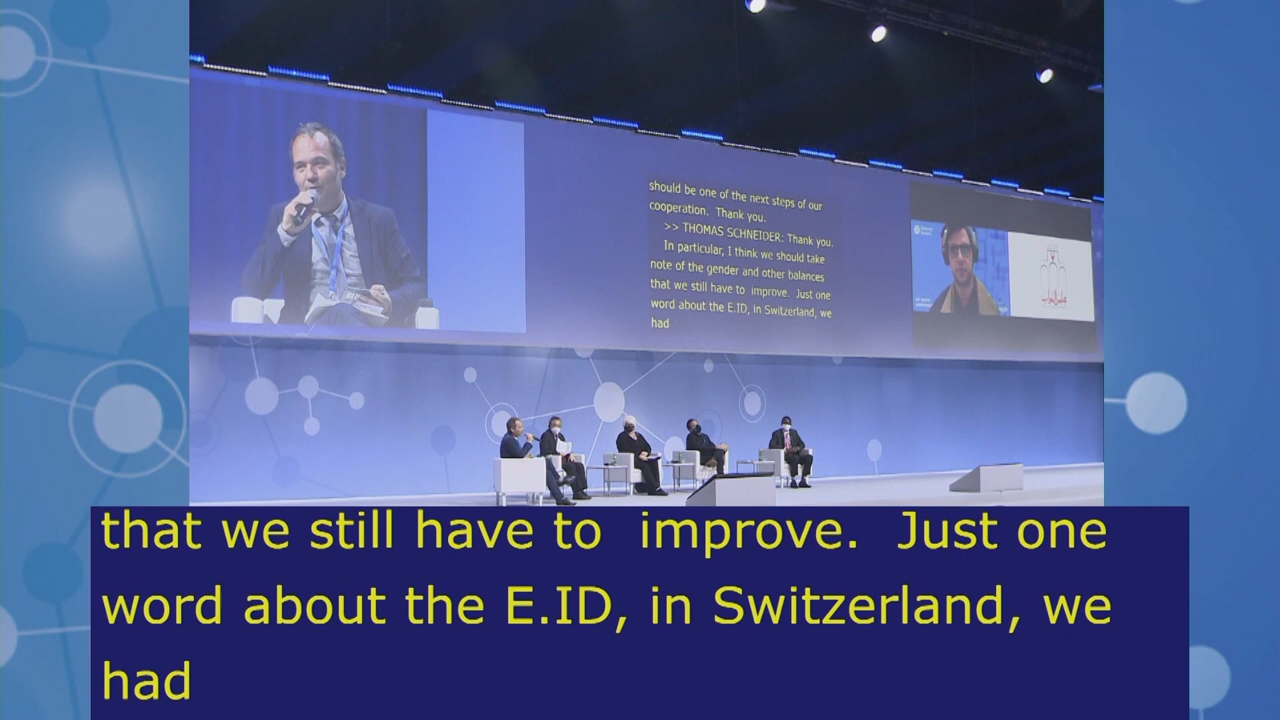 should be one of the next steps of our
cooperation.  Thank you.
>> THOMAS SCHNEIDER: Thank you.
In particular, I think we should take
note of the gender and other balances
that we still have to  improve.  Just one
word about the E.ID, in Switzerland, we
had
that we still have to  improve.  Just one
word about the E.ID, in Switzerland, we
had